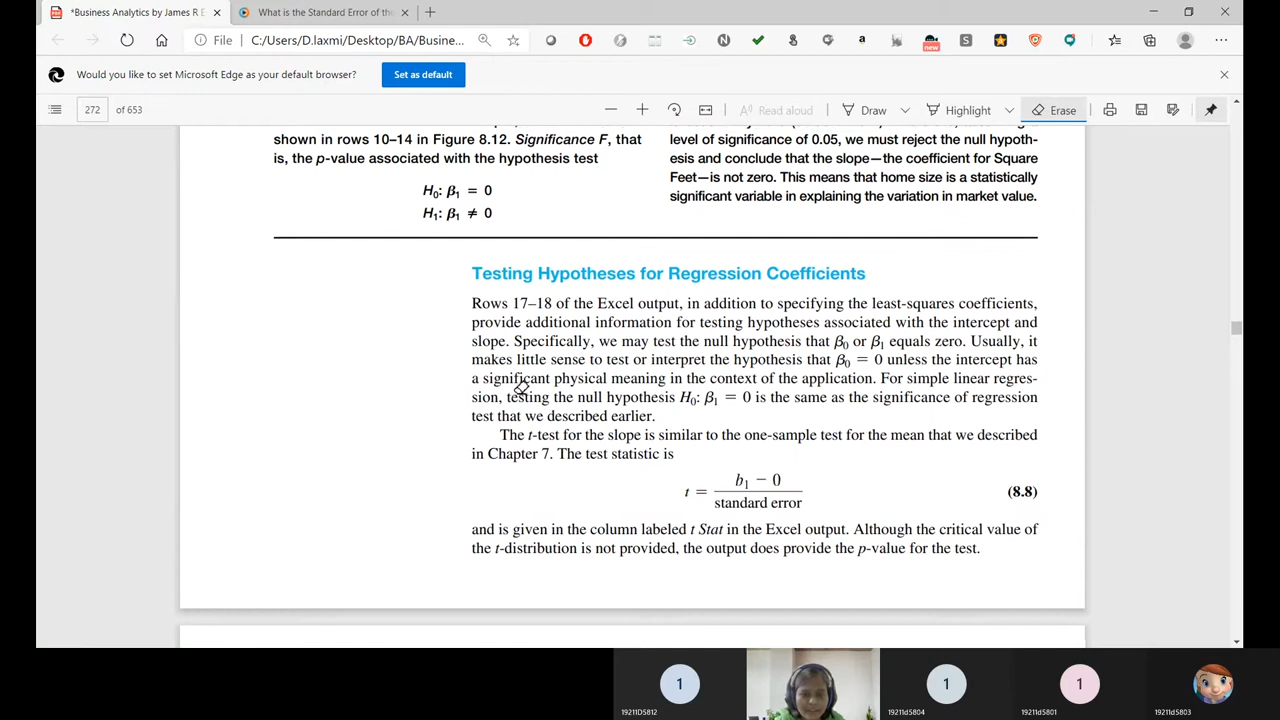 *Business Analytics by James R E
What is the Standard Error of the
File
C:/Users/D.laxmi/Desktop/BA/Busine...
new
Would you like to set Microsoft Edge as your default browser?
Set as default
272 of 653
Read aloud
Draw
Highlight
Erase
shown in rows 10–14 in Figure 8.12. Significance F, that
is, the p-value associated with the hypothesis test
H0: β1 = 0
H1: β1 ≠ 0
level of significance of 0.05, we must reject the null hypoth-
esis and conclude that the slope—the coefficient for Square
Feet—is not zero. This means that home size is a statistically
significant variable in explaining the variation in market value.
Testing Hypotheses for Regression Coefficients
Rows 17–18 of the Excel output, in addition to specifying the least-squares coefficients,
provide additional information for testing hypotheses associated with the intercept and
slope. Specifically, we may test the null hypothesis that β0 or β1 equals zero. Usually, it
makes little sense to test or interpret the hypothesis that β0 = 0 unless the intercept has
a significant physical meaning in the context of the application. For simple linear regres-
sion, testing the null hypothesis H0: β1 = 0 is the same as the significance of regression
test that we described earlier.
The t-test for the slope is similar to the one-sample test for the mean that we described
in Chapter 7. The test statistic is
t = (b1 − 0) / standard error
(8.8)
and is given in the column labeled t Stat in the Excel output. Although the critical value of
the t-distribution is not provided, the output does provide the p-value for the test.
1
1
1
19211D5812
19211d5804
19211d5801
19211d5803